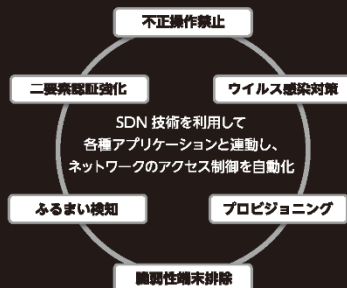 不正操作禁止
二要素認証強化
ウイルス感染対策
SDN 技術を利用して
各種アプリケーションと連動し、
ネットワークのアクセス制御を自動化
ふるまい検知
プロビジョニング
脆弱性端末排除